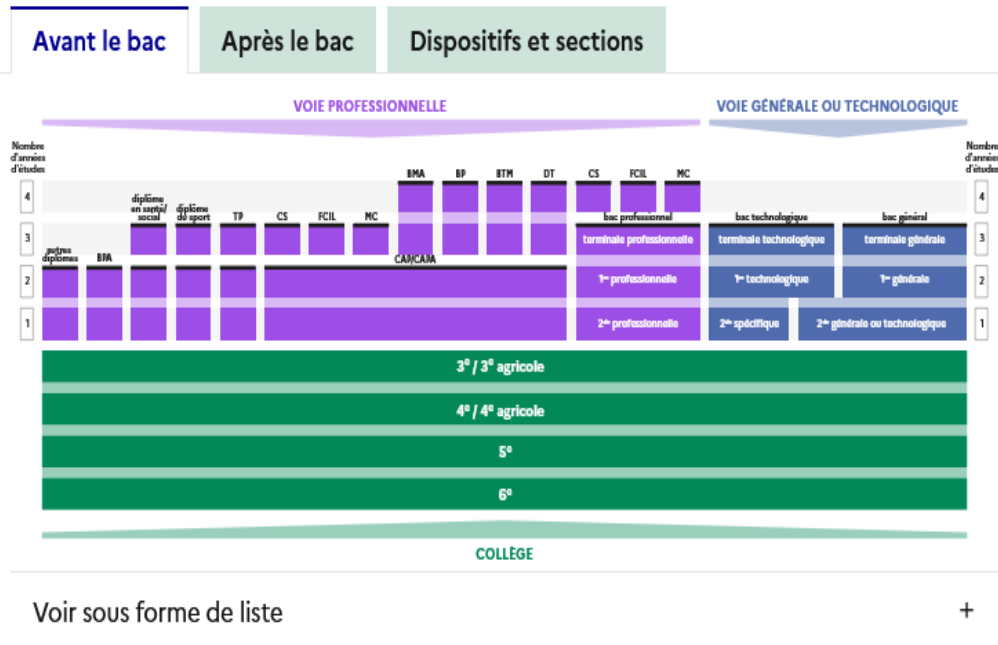 Avant le bac
Après le bac
Dispositifs et sections
VOIE PROFESSIONNELLE
VOIE GÉNÉRALE OU TECHNOLOGIQUE
Nombre
d'années
d'études
Nombre
d'années
d'études
BMA
BP
BTM
DT
CS
FCIL
MC
4
4
diplôme
en santé/
social
diplôme
du sport
TP
CS
FCIL
MC
bac professionnel
bac technologique
bac général
3
terminale professionnelle
terminale technologique
terminale générale
3
autres
diplômes
BPA
CAP/CAPA
2
1re professionnelle
1re technologique
1re générale
2
1
2de professionnelle
2de spécifique
2de générale ou technologique
1
3e / 3e agricole
4e / 4e agricole
5e
6e
COLLÈGE
Voir sous forme de liste
+